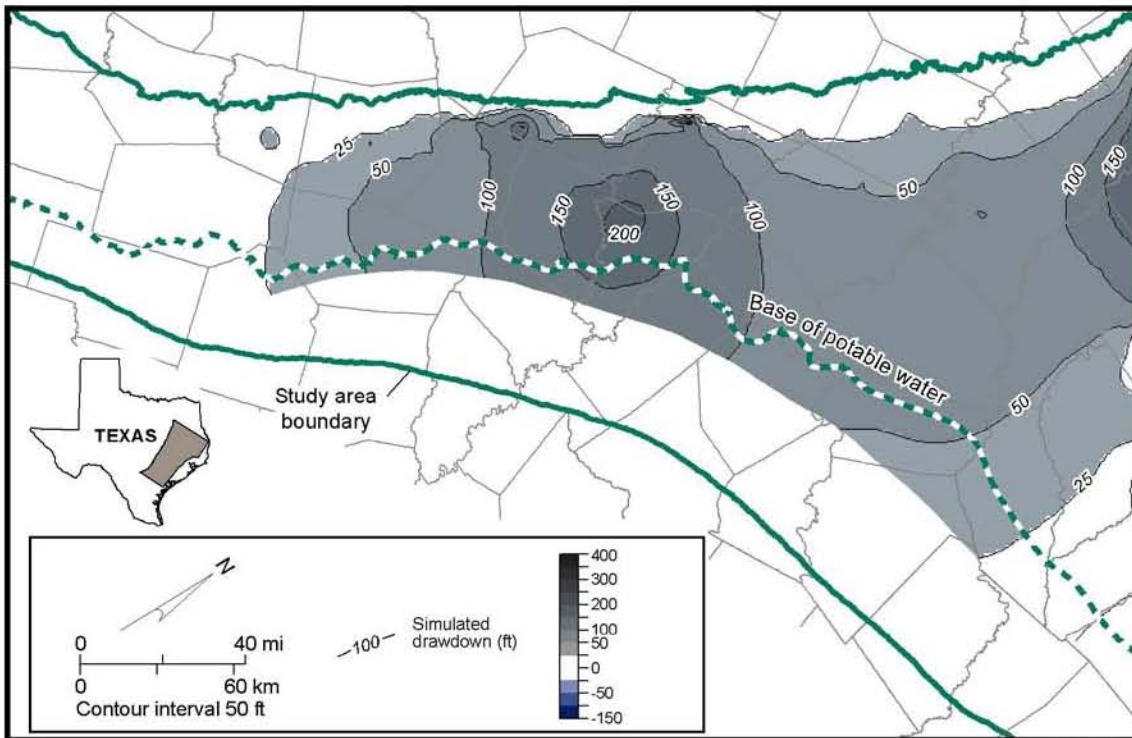 25
50
100
150
200
150
100
50
100
150
Base of potable water
50
25
Study area
boundary
TEXAS
N
0 40 mi
0 60 km
Contour interval 50 ft
100
Simulated
drawdown (ft)
400
300
200
100
50
0
-50
-150